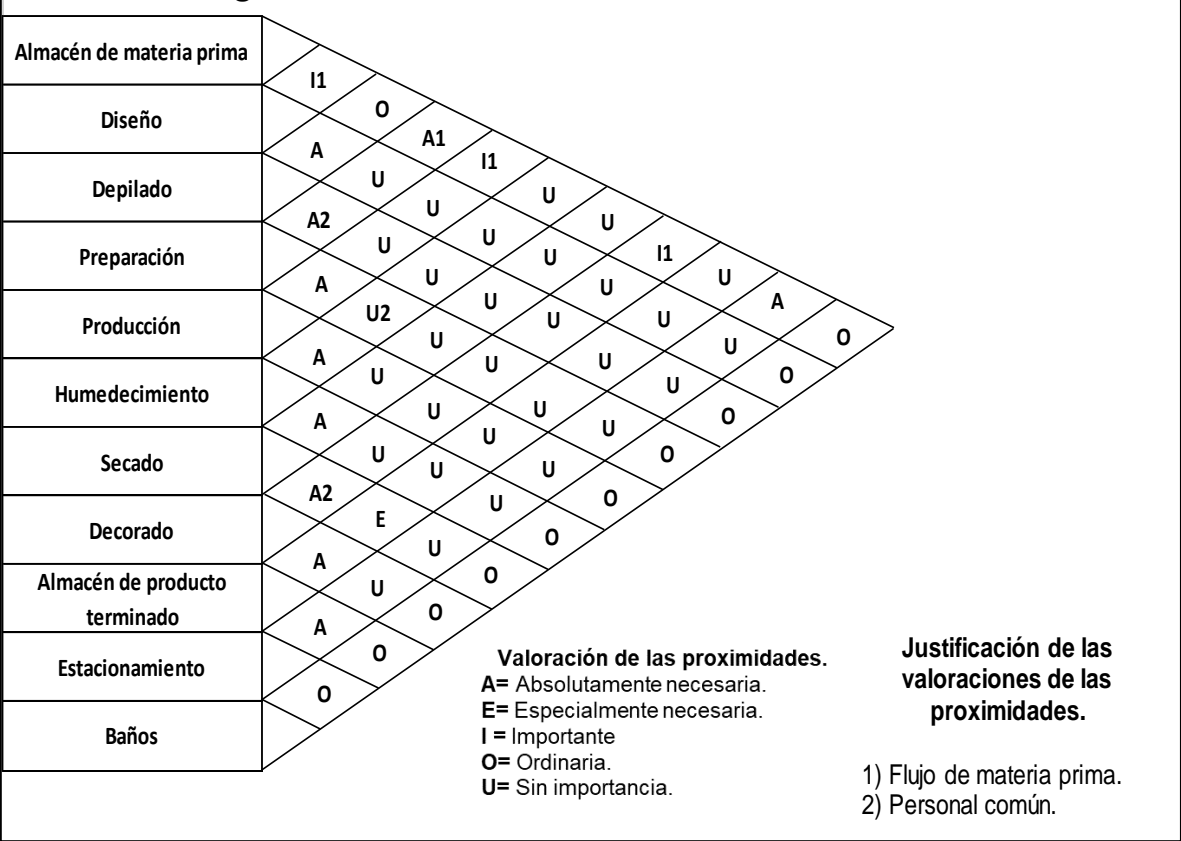 Almacén de materia prima
Diseño
Depilado
Preparación
Producción
Humedecimiento
Secado
Decorado
Almacén de producto
terminado
Estacionamiento
Baños
I1
A
A2
A
A
A
A2
A
A
O
O
U
U
U2
U
U
E
U
O
A1
U
U
U
U
U
U
O
I1
U
U
U
U
U
O
U
U
U
U
U
O
U
U
U
U
O
I1
U
U
O
U
U
O
A
O
O
Valoración de las proximidades.
A= Absolutamente necesaria.
E= Especialmente necesaria.
I = Importante
O= Ordinaria.
U= Sin importancia.
Justificación de las
valoraciones de las
proximidades.
1) Flujo de materia prima.
2) Personal común.